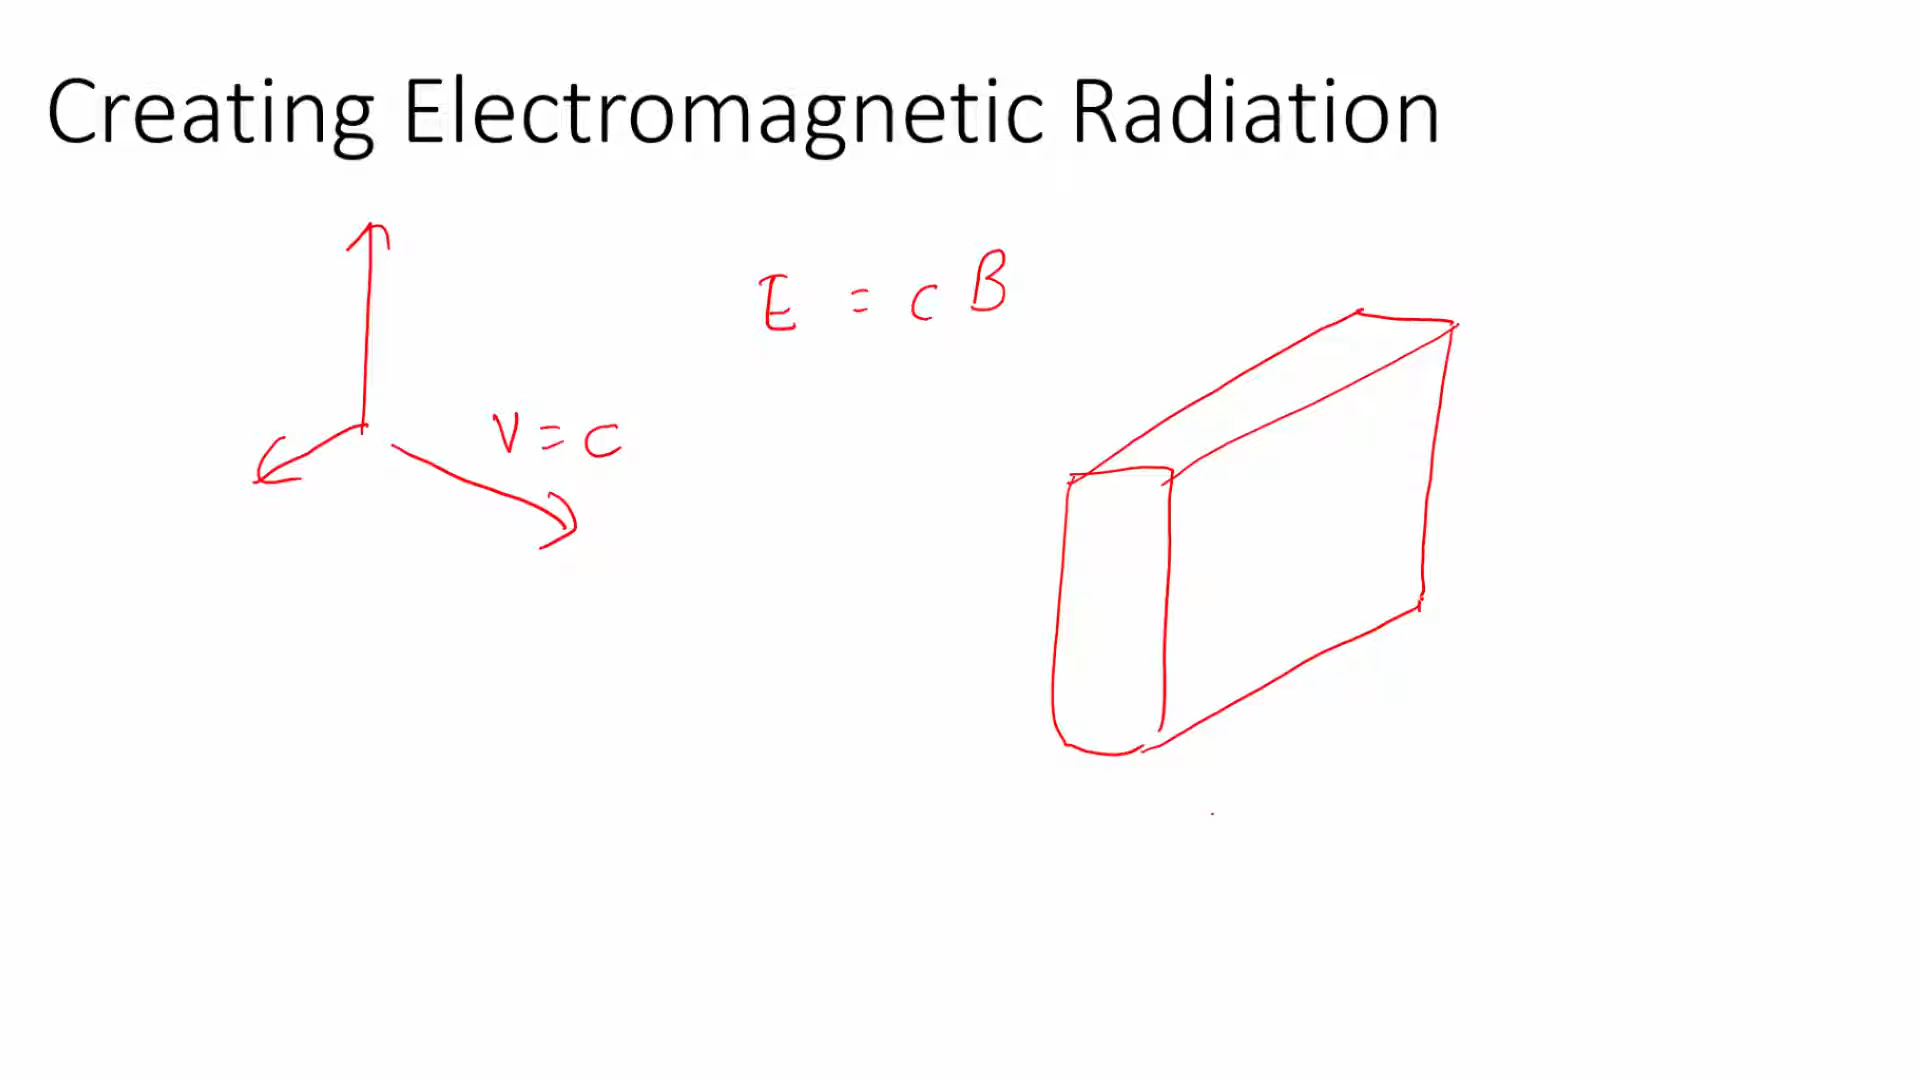 Creating Electromagnetic Radiation
E = c B
v = c